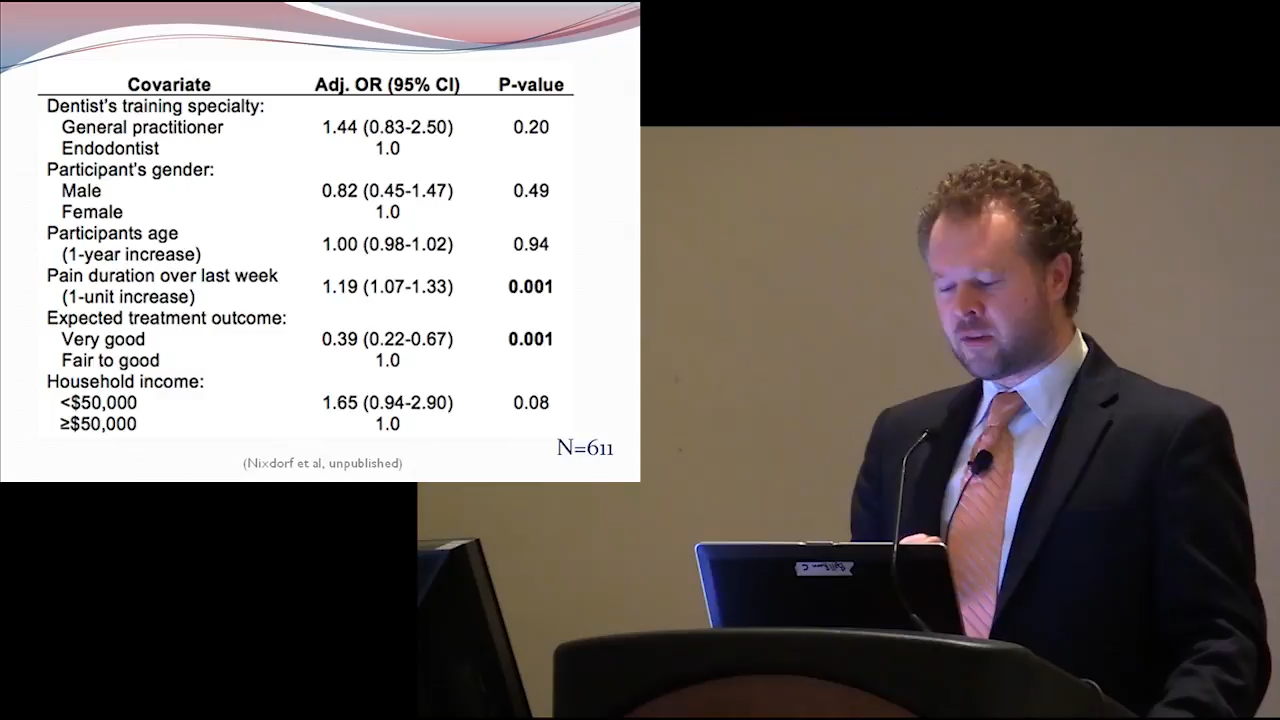 Covariate Adj. OR (95% CI) P-value
Dentist's training specialty:
General practitioner 1.44 (0.83-2.50) 0.20
Endodontist 1.0
Participant's gender:
Male 0.82 (0.45-1.47) 0.49
Female 1.0
Participants age
(1-year increase) 1.00 (0.98-1.02) 0.94
Pain duration over last week
(1-unit increase) 1.19 (1.07-1.33) 0.001
Expected treatment outcome:
Very good 0.39 (0.22-0.67) 0.001
Fair to good 1.0
Household income:
<$50,000 1.65 (0.94-2.90) 0.08
≥$50,000 1.0
N=611
(Nixdorf et al, unpublished)